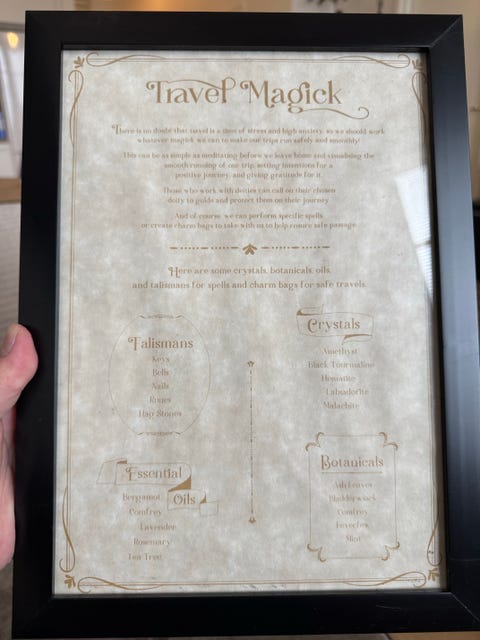 Travel Magick
There is no doubt that travel is a time of stress and high anxiety, so we should work
whatever magick we can to make our trips run safely and smoothly!
This can be as simple as meditating before we leave home and visualising the
smooth running of our trip, setting intentions for a
positive journey, and giving gratitude for it.
Those who work with deities can call on their chosen
deity to guide and protect them on their journey
And of course, we can perform specific spells
or create charm bags to take with us to help ensure safe passage.
Here are some crystals, botanicals, oils,
and talismans for spells and charm bags for safe travels.
Talismans
Keys
Bells
Nails
Runes
Hag Stones
Crystals
Amethyst
Black Tourmaline
Hematite
Labradorite
Malachite
Essential
Oils
Bergamot
Comfrey
Lavender
Rosemary
Tea Tree
Botanicals
Ash Leaves
Bladderwrack
Comfrey
Feverfew
Mint